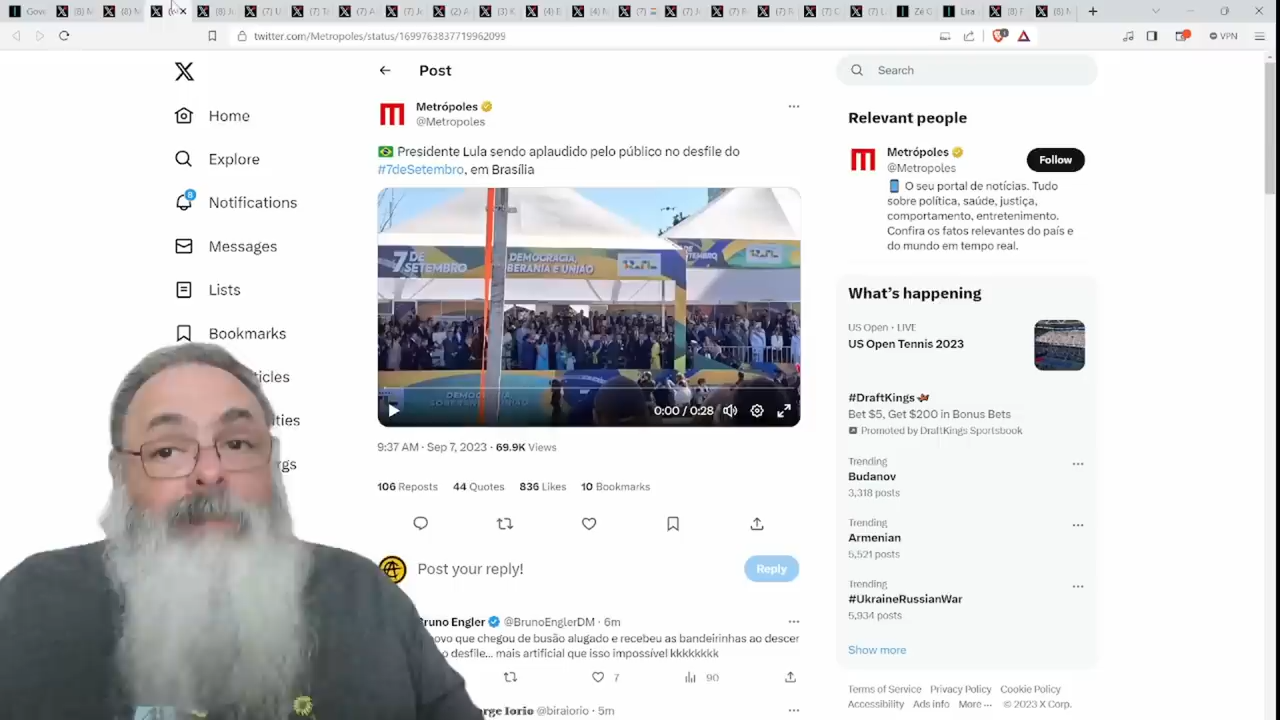 twitter.com/Metropoles/status/1699763837719962099
VPN
Home
Explore
8
Notifications
Messages
Lists
Bookmarks
Post
Metrópoles
@Metropoles
Presidente Lula sendo aplaudido pelo público no desfile do
#7deSetembro, em Brasília
7 DE
SETEMBRO
DEMOCRACIA,
SOBERANIA E UNIÃO
0:00 / 0:28
9:37 AM · Sep 7, 2023 · 69.9K Views
106 Reposts 44 Quotes 836 Likes 10 Bookmarks
Post your reply!
Reply
Bruno Engler @BrunoEnglerDM · 6m
ovo que chegou de busão alugado e recebeu as bandeirinhas ao descer
o desfile... mais artificial que isso impossível kkkkkkkk
7
90
rge Iorio @biraiorio · 5m
Search
Relevant people
Metrópoles
@Metropoles
Follow
O seu portal de notícias. Tudo
sobre política, saúde, justiça,
comportamento, entretenimento.
Confira os fatos relevantes do país e
do mundo em tempo real.
What's happening
US Open · LIVE
US Open Tennis 2023
#DraftKings
Bet $5, Get $200 in Bonus Bets
Promoted by DraftKings Sportsbook
Trending
Budanov
3,318 posts
Trending
Armenian
5,521 posts
Trending
#UkraineRussianWar
5,934 posts
Show more
Terms of Service Privacy Policy Cookie Policy
Accessibility Ads info More ··· © 2023 X Corp.